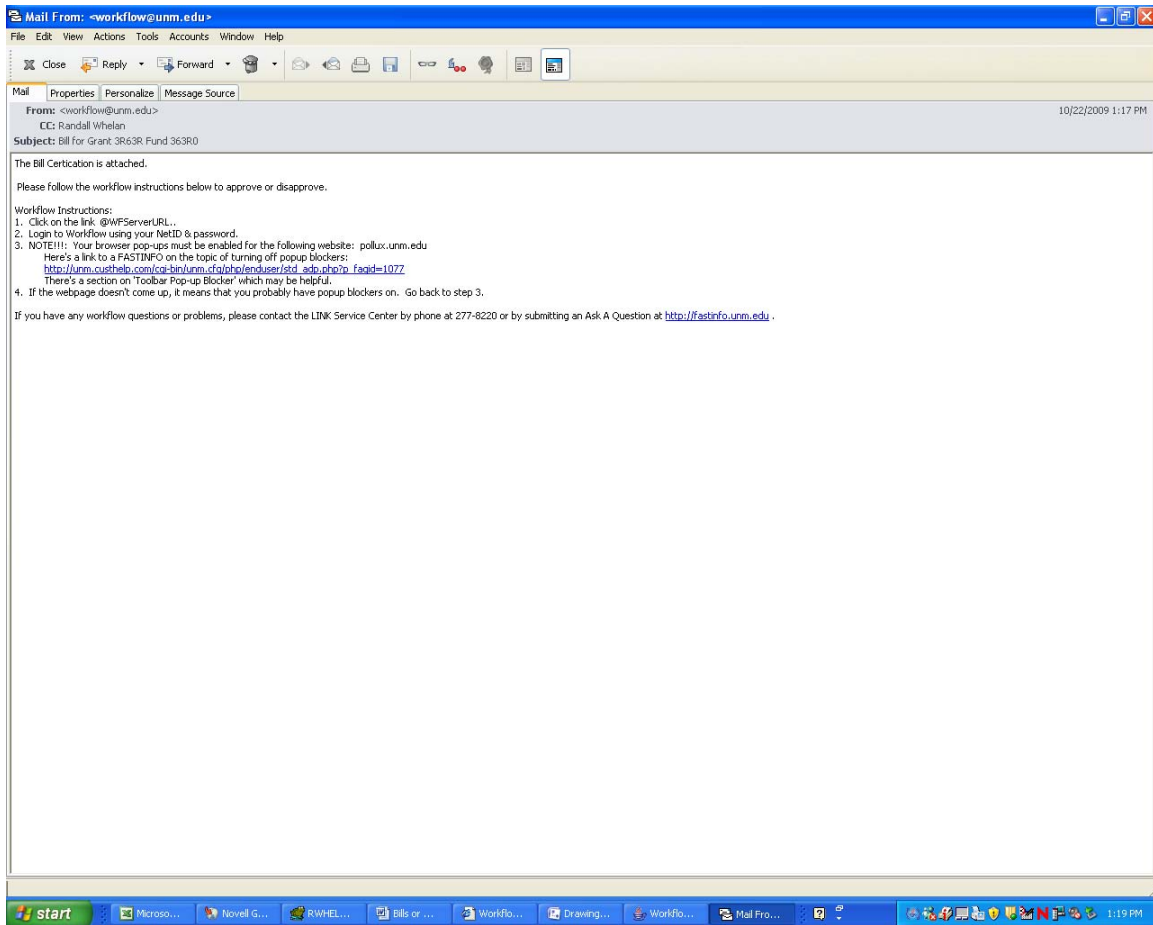 Mail From: <workflow@unm.edu>
File Edit View Actions Tools Accounts Window Help
Close Reply Forward
Mail Properties Personalize Message Source
From: <workflow@unm.edu> 10/22/2009 1:17 PM
CC: Randall Whelan
Subject: Bill for Grant 3R63R Fund 363R0
The Bill Certication is attached.
Please follow the workflow instructions below to approve or disapprove.
Workflow Instructions:
1. Click on the link @WFServerURL..
2. Login to Workflow using your NetID & password.
3. NOTE!!!: Your browser pop-ups must be enabled for the following website: pollux.unm.edu
Here's a link to a FASTINFO on the topic of turning off popup blockers:
http://unm.custhelp.com/cgi-bin/unm.cfg/php/enduser/std_adp.php?p_faqid=1077
There's a section on 'Toolbar Pop-up Blocker' which may be helpful.
4. If the webpage doesn't come up, it means that you probably have popup blockers on. Go back to step 3.
If you have any workflow questions or problems, please contact the LINK Service Center by phone at 277-8220 or by submitting an Ask A Question at http://fastinfo.unm.edu .
start Microso... Novell G... RWHEL... Bills or ... Workflo... Drawing... Workflo... Mail Fro... 1:19 PM